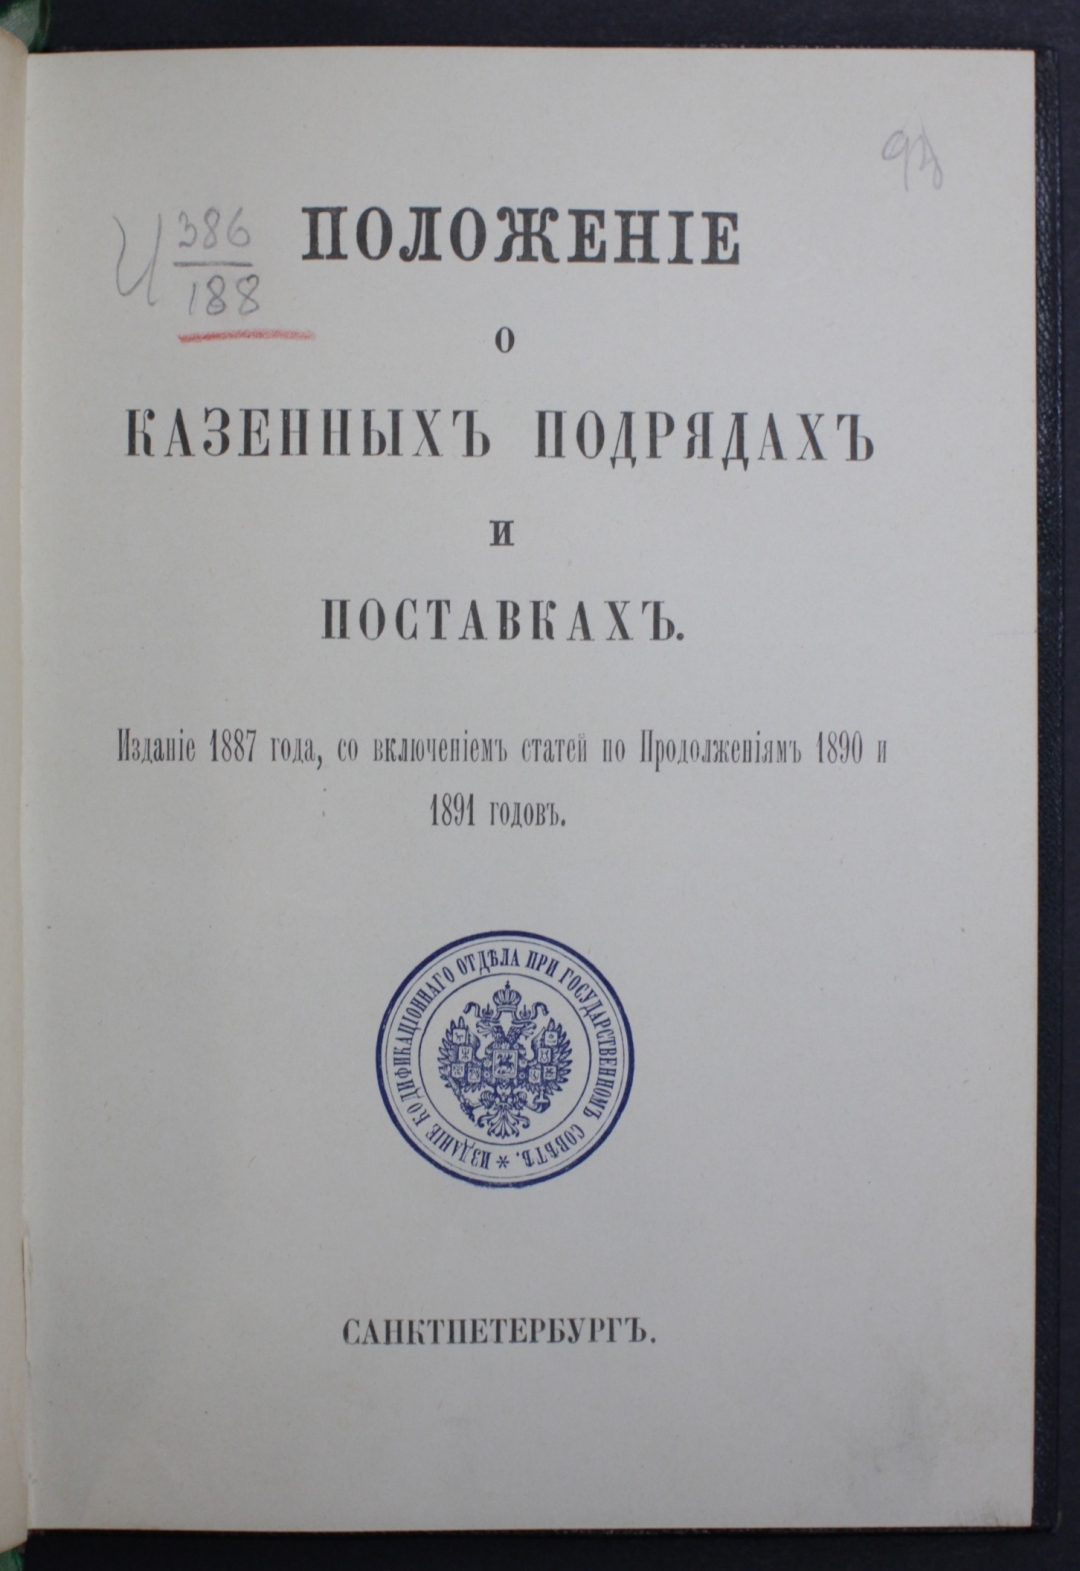 И 386
188
ПОЛОЖЕНІЕ
О
КАЗЕННЫХЪ ПОДРЯДАХЪ
И
ПОСТАВКАХЪ.
Изданіе 1887 года, со включеніемъ статей по Продолженіямъ 1890 и
1891 годовъ.
* ИЗДАНІЕ КОДИФИКАЦІОННАГО ОТДѢЛА ПРИ ГОСУДАРСТВЕННОМЪ СОВѢТѢ.
САНКТПЕТЕРБУРГЪ.